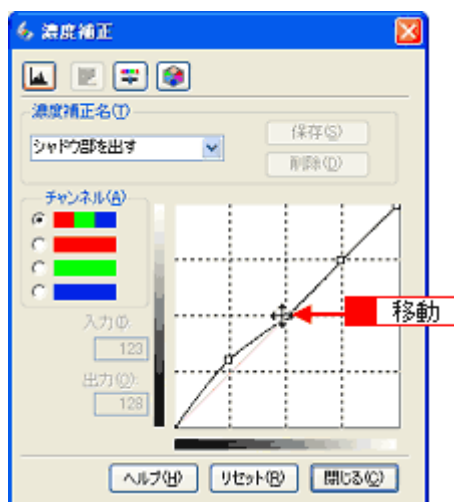 濃度補正
濃度補正名(T)
シャドウ部を出す
保存(S)
削除(D)
チャンネル(A)
入力(I):
123
出力(O):
128
移動
ヘルプ(H)
リセット(R)
閉じる(C)